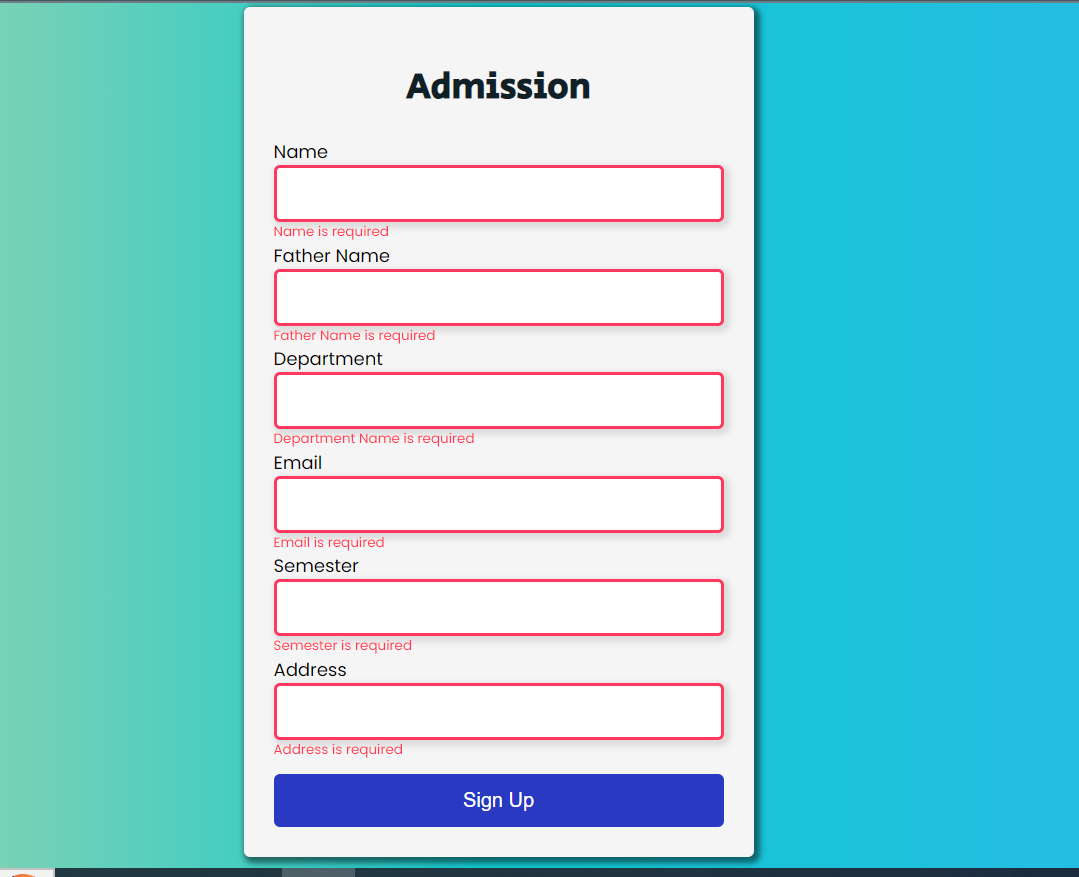 Admission
Name
Name is required
Father Name
Father Name is required
Department
Department Name is required
Email
Email is required
Semester
Semester is required
Address
Address is required
Sign Up